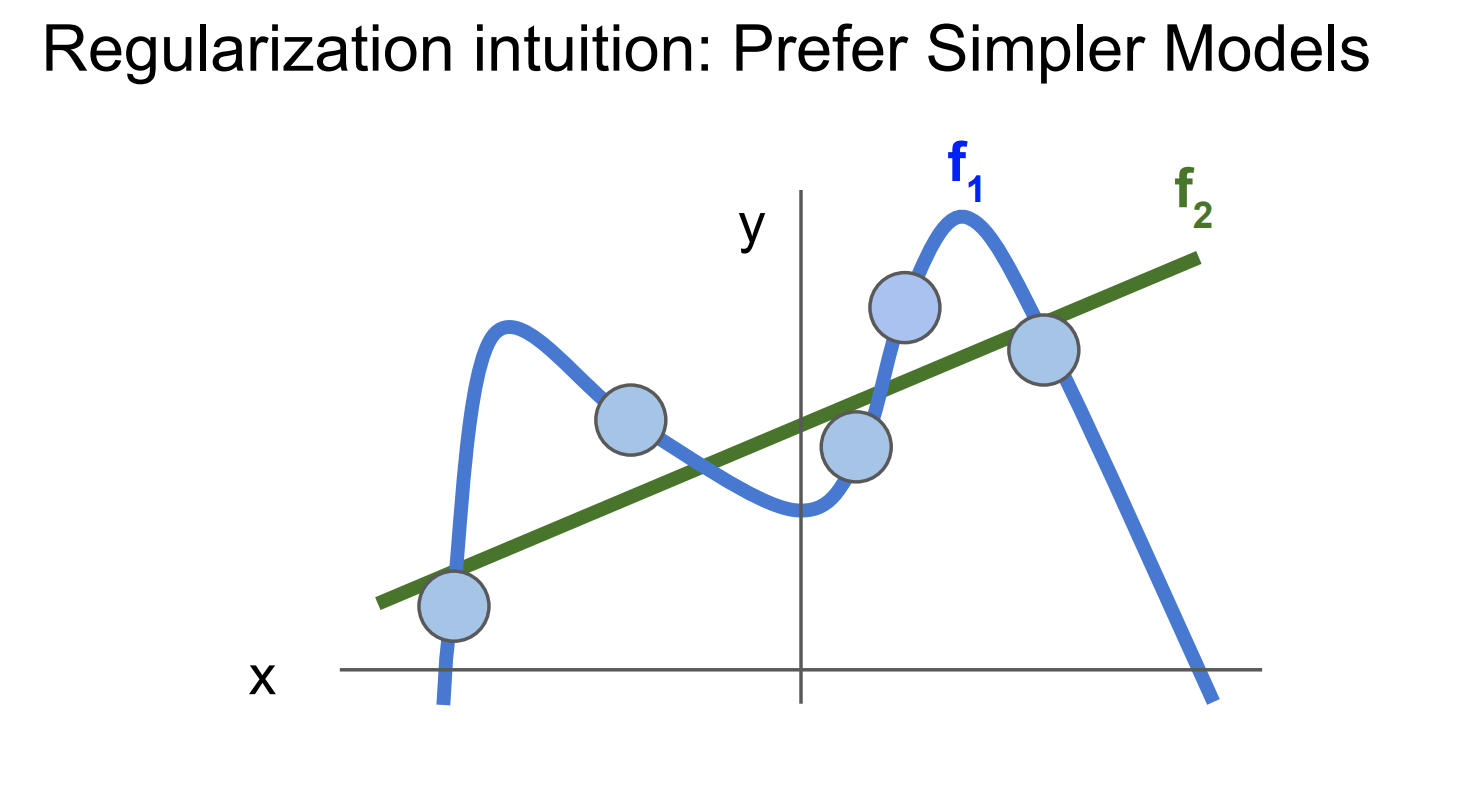 Regularization intuition: Prefer Simpler Models
f1
f2
y
x